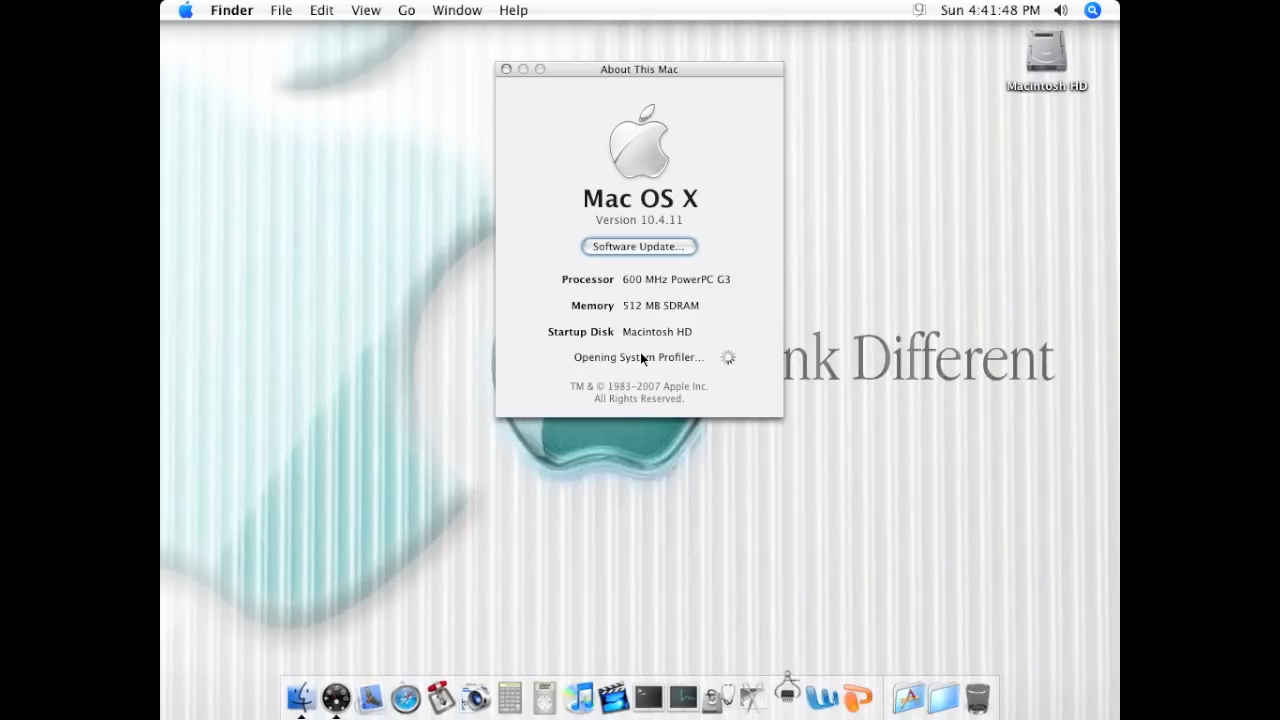 Finder File Edit View Go Window Help Sun 4:41:48 PM
Macintosh HD
About This Mac
Mac OS X
Version 10.4.11
Software Update...
Processor 600 MHz PowerPC G3
Memory 512 MB SDRAM
Startup Disk Macintosh HD
Opening System Profiler...
nk Different
TM & © 1983-2007 Apple Inc.
All Rights Reserved.